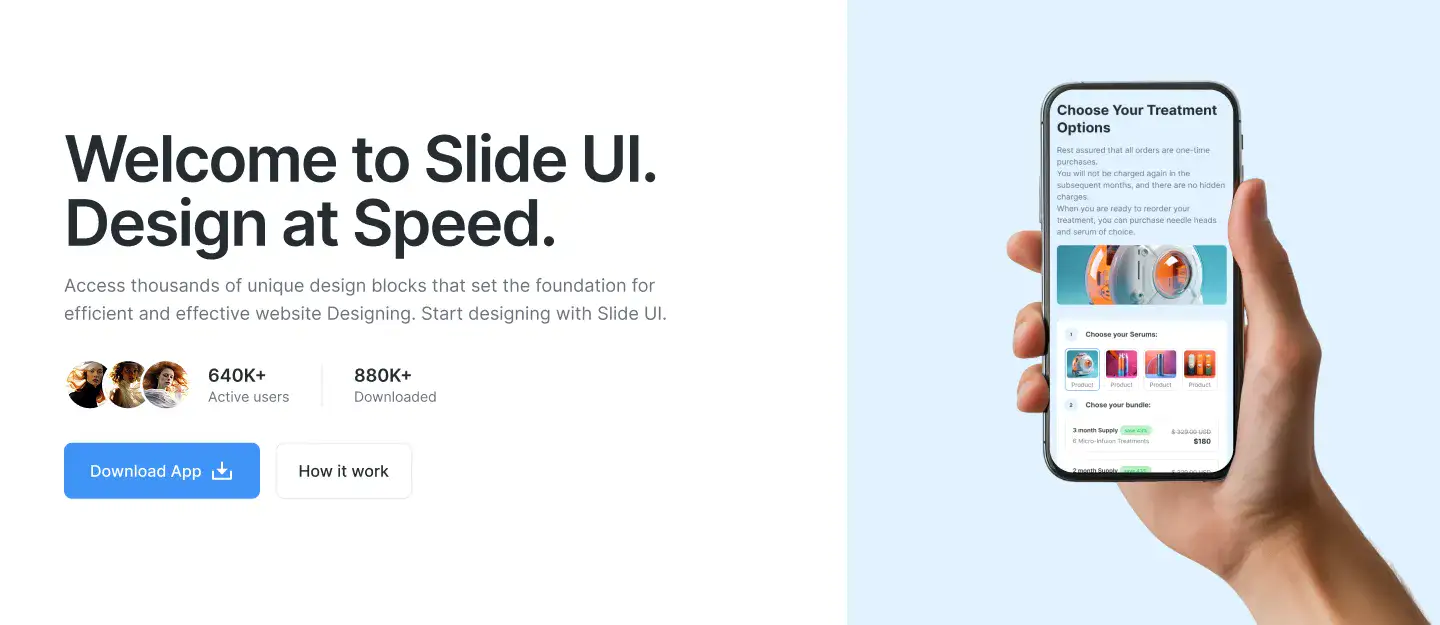 Welcome to Slide UI.
Design at Speed.
Access thousands of unique design blocks that set the foundation for
efficient and effective website Designing. Start designing with Slide UI.
640K+
Active users
880K+
Downloaded
Download App
How it work
Choose Your Treatment
Options
Rest assured that all orders are one-time
purchases.
You will not be charged again in the
subsequent months, and there are no hidden
charges.
When you are ready to reorder your
treatment, you can purchase needle heads
and serum of choice.
1 Choose your Serums:
Product Product Product Product
2 Chose your bundle:
3 month Supply save 40% $ 329.00 USD
6 Micro-Infuion Treatments $180
2 month Supply